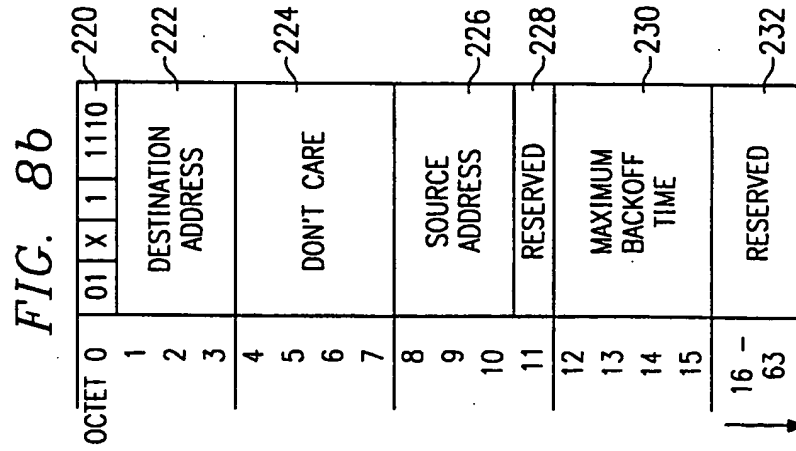 FIG. 8b
OCTET 0 01 X 1 1110 220
1
2
3
DESTINATION
ADDRESS
222
4
5
6
7
DON'T CARE
224
8
9
10
SOURCE
ADDRESS
226
11 RESERVED 228
12
13
14
15
MAXIMUM
BACKOFF
TIME
230
16 -
63
RESERVED
232